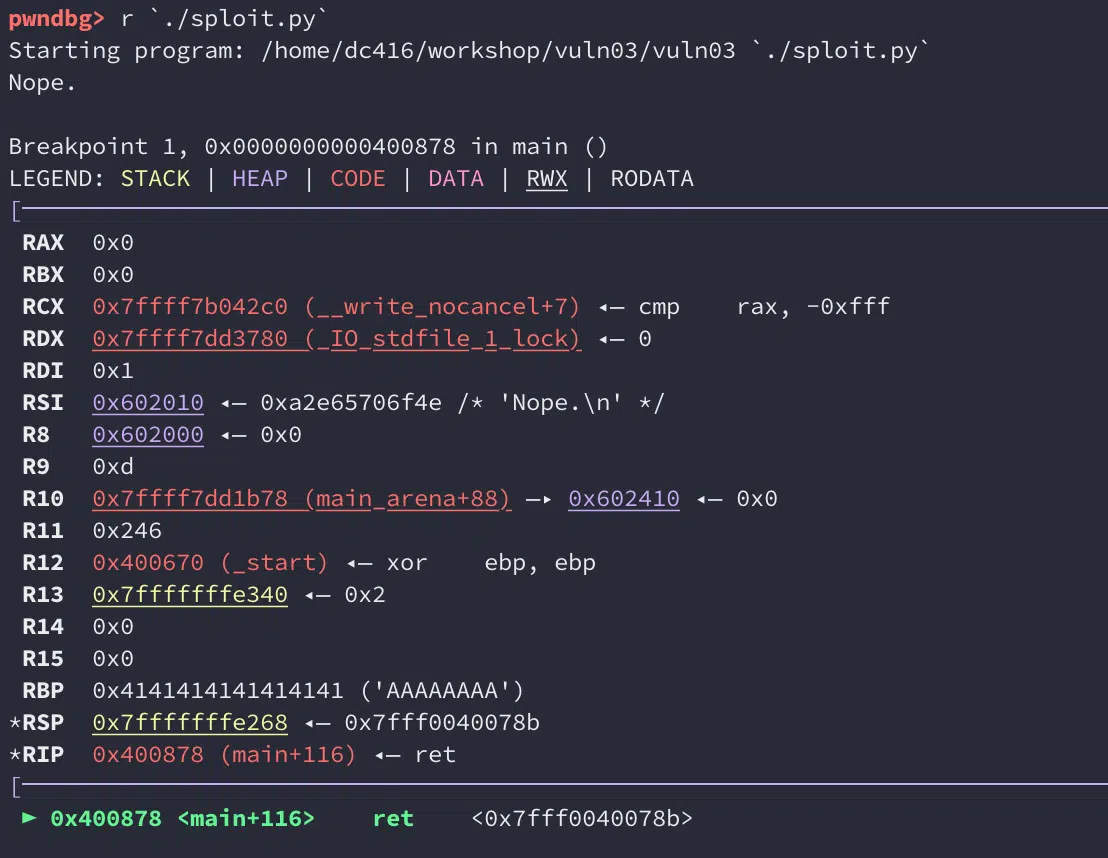 pwndbg> r `./sploit.py`
Starting program: /home/dc416/workshop/vuln03/vuln03 `./sploit.py`
Nope.
Breakpoint 1, 0x0000000000400878 in main ()
LEGEND: STACK | HEAP | CODE | DATA | RWX | RODATA
[
RAX  0x0
RBX  0x0
RCX  0x7ffff7b042c0 (__write_nocancel+7) ◂— cmp    rax, -0xfff
RDX  0x7ffff7dd3780 (_IO_stdfile_1_lock) ◂— 0
RDI  0x1
RSI  0x602010 ◂— 0xa2e65706f4e /* 'Nope.\n' */
R8   0x602000 ◂— 0x0
R9   0xd
R10  0x7ffff7dd1b78 (main_arena+88) —▸ 0x602410 ◂— 0x0
R11  0x246
R12  0x400670 (_start) ◂— xor    ebp, ebp
R13  0x7fffffffe340 ◂— 0x2
R14  0x0
R15  0x0
RBP  0x4141414141414141 ('AAAAAAAA')
*RSP  0x7fffffffe268 ◂— 0x7fff0040078b
*RIP  0x400878 (main+116) ◂— ret
[
► 0x400878 <main+116>    ret    <0x7fff0040078b>